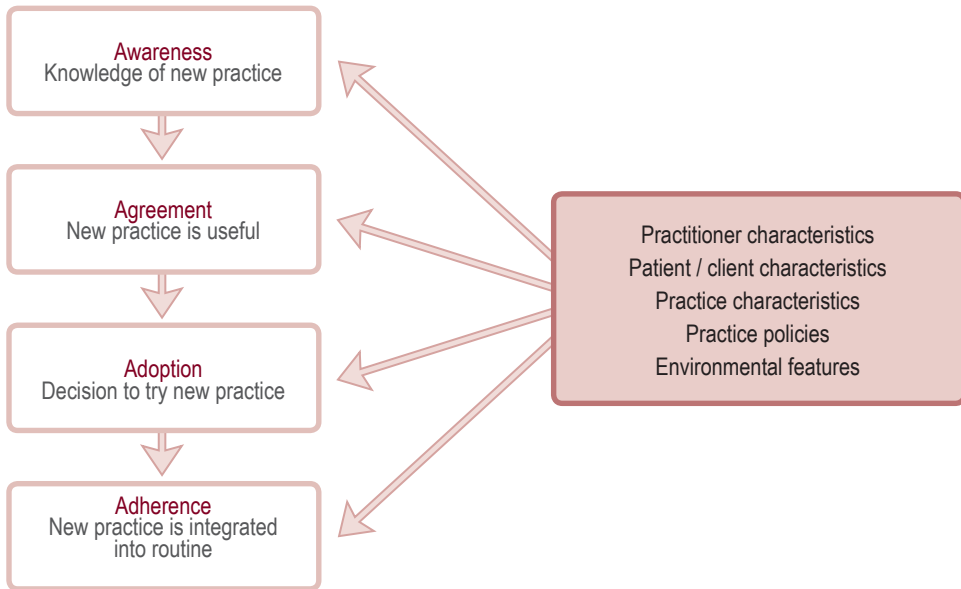 Awareness
Knowledge of new practice
Agreement
New practice is useful
Adoption
Decision to try new practice
Adherence
New practice is integrated
into routine
Practitioner characteristics
Patient / client characteristics
Practice characteristics
Practice policies
Environmental features